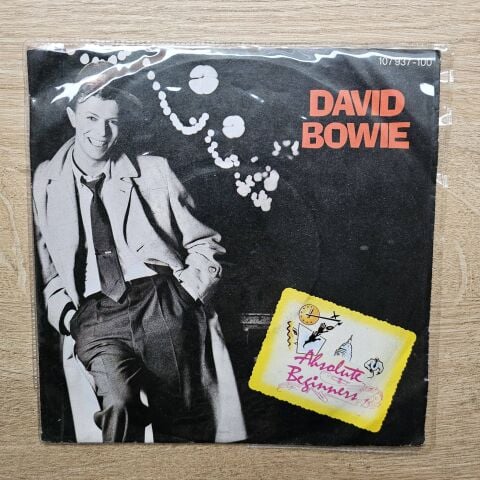 107 937-100
DAVID
BOWIE
Absolute
Beginners